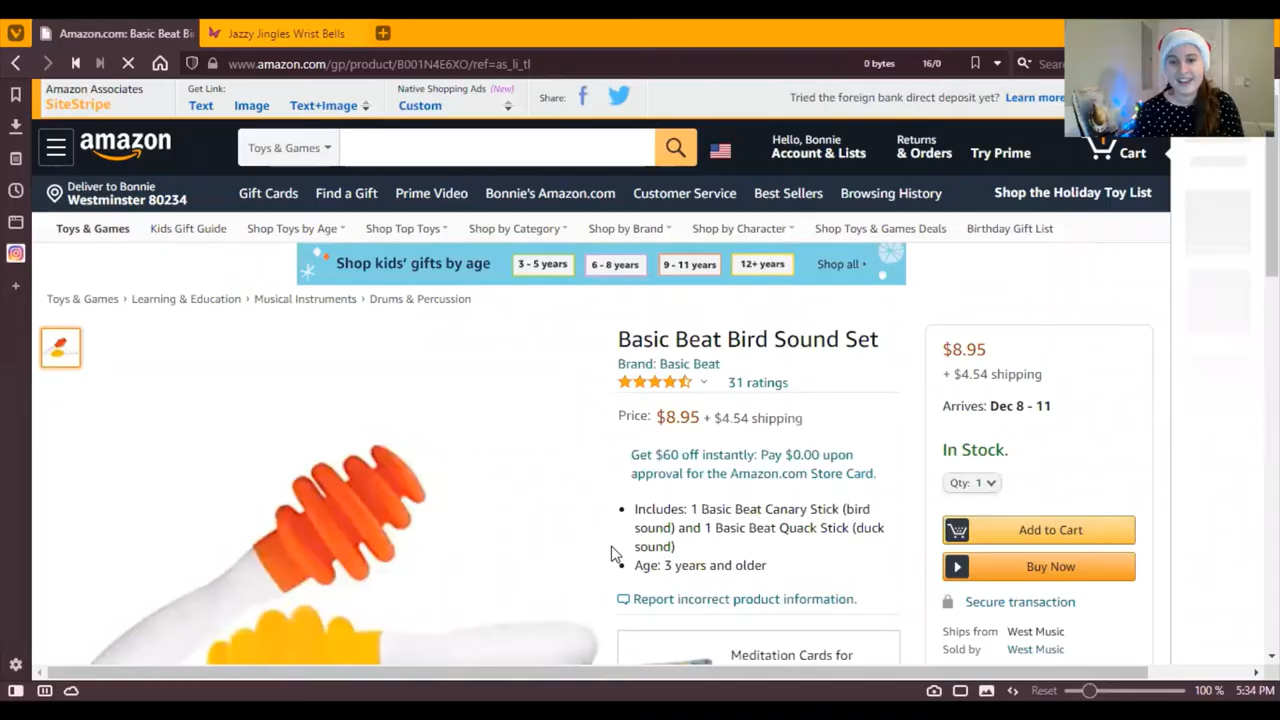 Amazon.com: Basic Beat Bi
Jazzy Jingles Wrist Bells
www.amazon.com/gp/product/B001N4E6XO/ref=as_li_tl
0 bytes
16/0
Sear
Amazon Associates
SiteStripe
Get Link:
Text
Image
Text+Image
Native Shopping Ads (New)
Custom
Share:
Tried the foreign bank direct deposit yet? Learn more
amazon
Toys & Games
Hello, Bonnie
Account & Lists
Returns
& Orders
Try Prime
Cart
Deliver to Bonnie
Westminster 80234
Gift Cards
Find a Gift
Prime Video
Bonnie's Amazon.com
Customer Service
Best Sellers
Browsing History
Shop the Holiday Toy List
Toys & Games
Kids Gift Guide
Shop Toys by Age
Shop Top Toys
Shop by Category
Shop by Brand
Shop by Character
Shop Toys & Games Deals
Birthday Gift List
Shop kids' gifts by age
3 - 5 years
6 - 8 years
9 - 11 years
12+ years
Shop all ›
Toys & Games › Learning & Education › Musical Instruments › Drums & Percussion
Basic Beat Bird Sound Set
Brand: Basic Beat
31 ratings
Price: $8.95 + $4.54 shipping
Get $60 off instantly: Pay $0.00 upon
approval for the Amazon.com Store Card.
• Includes: 1 Basic Beat Canary Stick (bird
sound) and 1 Basic Beat Quack Stick (duck
sound)
• Age: 3 years and older
Report incorrect product information.
Meditation Cards for
$8.95
+ $4.54 shipping
Arrives: Dec 8 - 11
In Stock.
Qty: 1
Add to Cart
Buy Now
Secure transaction
Ships from West Music
Sold by West Music
Reset
100 %
5:34 PM